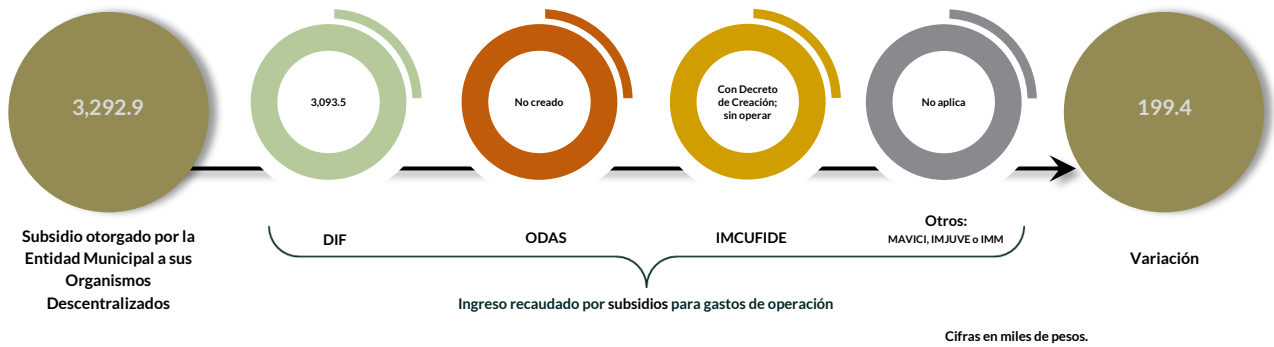 3,292.9
3,093.5
No creado
Con Decreto
de Creación;
sin operar
No aplica
199.4
Subsidio otorgado por la
Entidad Municipal a sus
Organismos
Descentralizados
DIF
ODAS
IMCUFIDE
Otros:
MAVICI, IMJUVE o IMM
Variación
Ingreso recaudado por subsidios para gastos de operación
Cifras en miles de pesos.